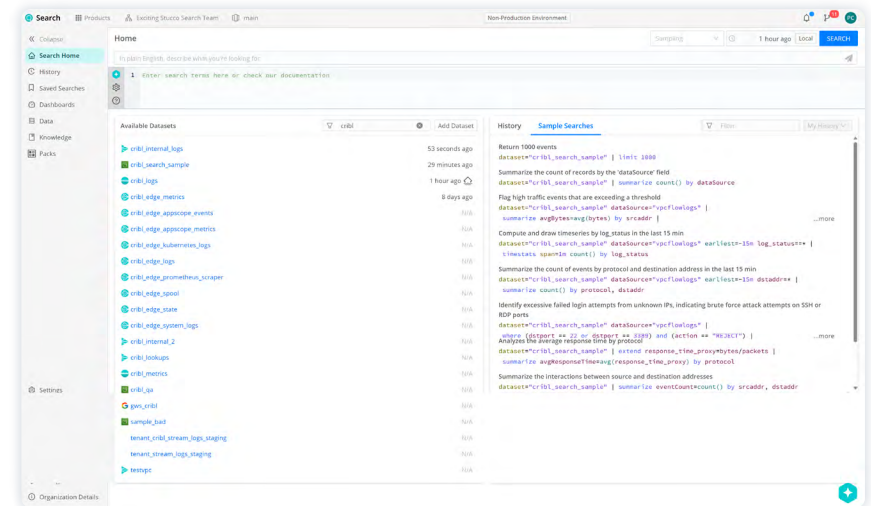 Search Products Exciting Stucco Search Team main Non-Production Environment PC
Collapse
Home
Sampling 1 hour ago Local SEARCH
Search Home
In plain English, describe what you're looking for.
History
1 Enter search terms here or check our documentation
Saved Searches
Dashboards
Data
Knowledge
Packs
Settings
Organization Details
Available Datasets cribl Add Dataset
cribl_internal_logs 53 seconds ago
cribl_search_sample 29 minutes ago
cribl_logs 1 hour ago
cribl_edge_metrics 8 days ago
cribl_edge_appscope_events N/A
cribl_edge_appscope_metrics N/A
cribl_edge_kubernetes_logs N/A
cribl_edge_logs N/A
cribl_edge_prometheus_scraper N/A
cribl_edge_spool N/A
cribl_edge_state N/A
cribl_edge_system_logs N/A
cribl_internal_2 N/A
cribl_lookups N/A
cribl_metrics N/A
cribl_qa N/A
gws_cribl N/A
sample_bad N/A
tenant_cribl_stream_logs_staging N/A
tenant_stream_logs_staging N/A
testvpc N/A
History Sample Searches Filter My History
Return 1000 events
dataset="cribl_search_sample" | limit 1000
Summarize the count of records by the 'dataSource' field
dataset="cribl_search_sample" | summarize count() by dataSource
Flag high traffic events that are exceeding a threshold
dataset="cribl_search_sample" dataSource="vpcflowlogs" |
summarize avgBytes=avg(bytes) by srcaddr | ...more
Compute and draw timeseries by log_status in the last 15 min
dataset="cribl_search_sample" dataSource="vpcflowlogs" earliest=-15m log_status=* |
timestats span=1m count() by log_status
Summarize the count of events by protocol and destination address in the last 15 min
dataset="cribl_search_sample" dataSource="vpcflowlogs" earliest=-15m dstaddr=* |
summarize count() by protocol, dstaddr
Identify excessive failed login attempts from unknown IPs, indicating brute force attack attempts on SSH or
RDP ports
dataset="cribl_search_sample" dataSource="vpcflowlogs" |
where (dstport == 22 or dstport == 3389) and (action == "REJECT") | ...more
Analyzes the average response time by protocol
dataset="cribl_search_sample" | extend response_time_proxy=bytes/packets |
summarize avgResponseTime=avg(response_time_proxy) by protocol
Summarize the interactions between source and destination addresses
dataset="cribl_search_sample" | summarize eventCount=count() by srcaddr, dstaddr